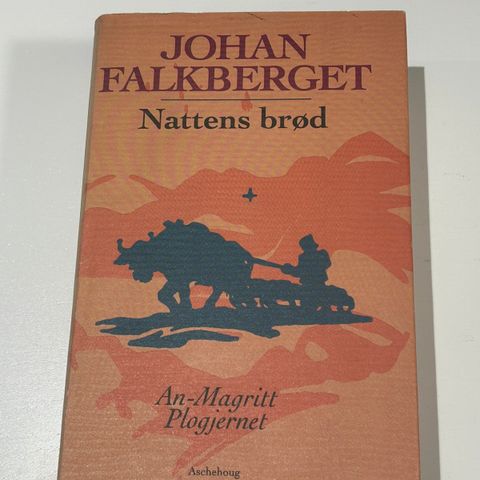 JOHAN
FALKBERGET
Nattens brød
An-Magritt
Plogjernet
Aschehoug